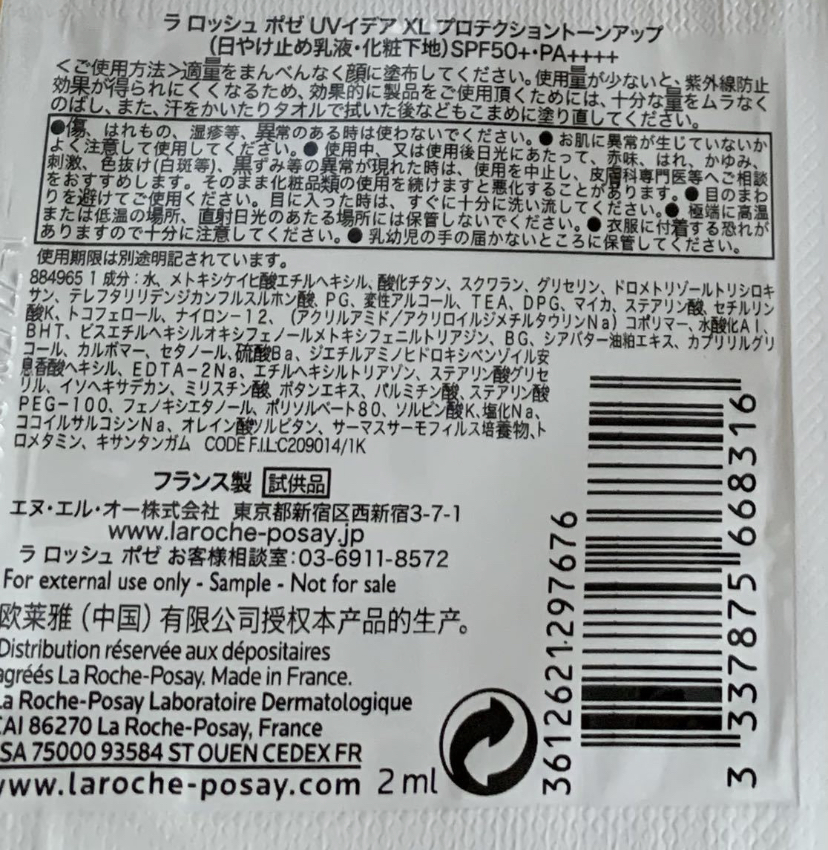 ラ ロッシュ ポゼ UVイデア XL プロテクショントーンアップ
(日やけ止め乳液・化粧下地)SPF50+・PA++++
<ご使用方法>適量をまんべんなく顔に塗布してください。使用量が少ないと、紫外線防止
効果が得られにくくなるため、効果的に製品をご使用頂くためには、十分な量をムラなく
のばし、また、汗をかいたりタオルで拭いた後などもこまめに塗り直してください。
●傷、はれもの、湿疹等、異常のある時は使わないでください。● お肌に異常が生じていないか
よく注意して使用してください。● 使用中、又は使用後日光にあたって、赤味、はれ、かゆみ、
刺激、色抜け(白斑等)、黒ずみ等の異常が現れた時は、使用を中止し、皮膚科専門医等へご相談
をおすすめします。そのまま化粧品類の使用を続けますと悪化することがあります。● 目のまわ
りを避けてご使用ください。目に入った時は、すぐに十分に洗い流してください。● 極端に高温
または低温の場所、直射日光のあたる場所には保管しないでください。● 衣服に付着する恐れが
ありますので十分に注意してください。● 乳幼児の手の届かないところに保管してください。
使用期限は別途明記されています。
884965 1 成分：水、メトキシケイヒ酸エチルヘキシル、酸化チタン、スクワラン、グリセリン、ドロメトリゾールトリシロキ
サン、テレフタリリデンジカンフルスルホン酸、PG、変性アルコール、TEA、DPG、マイカ、ステアリン酸、セチルリン
酸K、トコフェロール、ナイロン－12、(アクリルアミド/アクリロイルジメチルタウリンNa)コポリマー、水酸化Al、
BHT、ビスエチルヘキシルオキシフェノールメトキシフェニルトリアジン、BG、シアバター油粕エキス、カプリリルグリ
コール、カルボマー、セタノール、硫酸Ba、ジエチルアミノヒドロキシベンゾイル安
息香酸ヘキシル、EDTA－2Na、エチルヘキシルトリアゾン、ステアリン酸グリセ
リル、イソヘキサデカン、ミリスチン酸、ボタンエキス、パルミチン酸、ステアリン酸
PEG－100、フェノキシエタノール、ポリソルベート80、ソルビン酸K、塩化Na、
ココイルサルコシンNa、オレイン酸ソルビタン、サーマスサーモフィルス培養物、ト
ロメタミン、キサンタンガム CODE F.I.L.C209014/1K
フランス製 試供品
エヌ・エル・オー株式会社 東京都新宿区西新宿3-7-1
www.laroche-posay.jp
ラ ロッシュ ポゼ お客様相談室：03-6911-8572
For external use only - Sample - Not for sale
欧莱雅（中国）有限公司授权本产品的生产。
Distribution réservée aux dépositaires
agréés La Roche-Posay. Made in France.
La Roche-Posay Laboratoire Dermatologique
CAI 86270 La Roche-Posay, France
SA 75000 93584 ST OUEN CEDEX FR
www.laroche-posay.com 2 ml
3612621297676
3 337875 668316